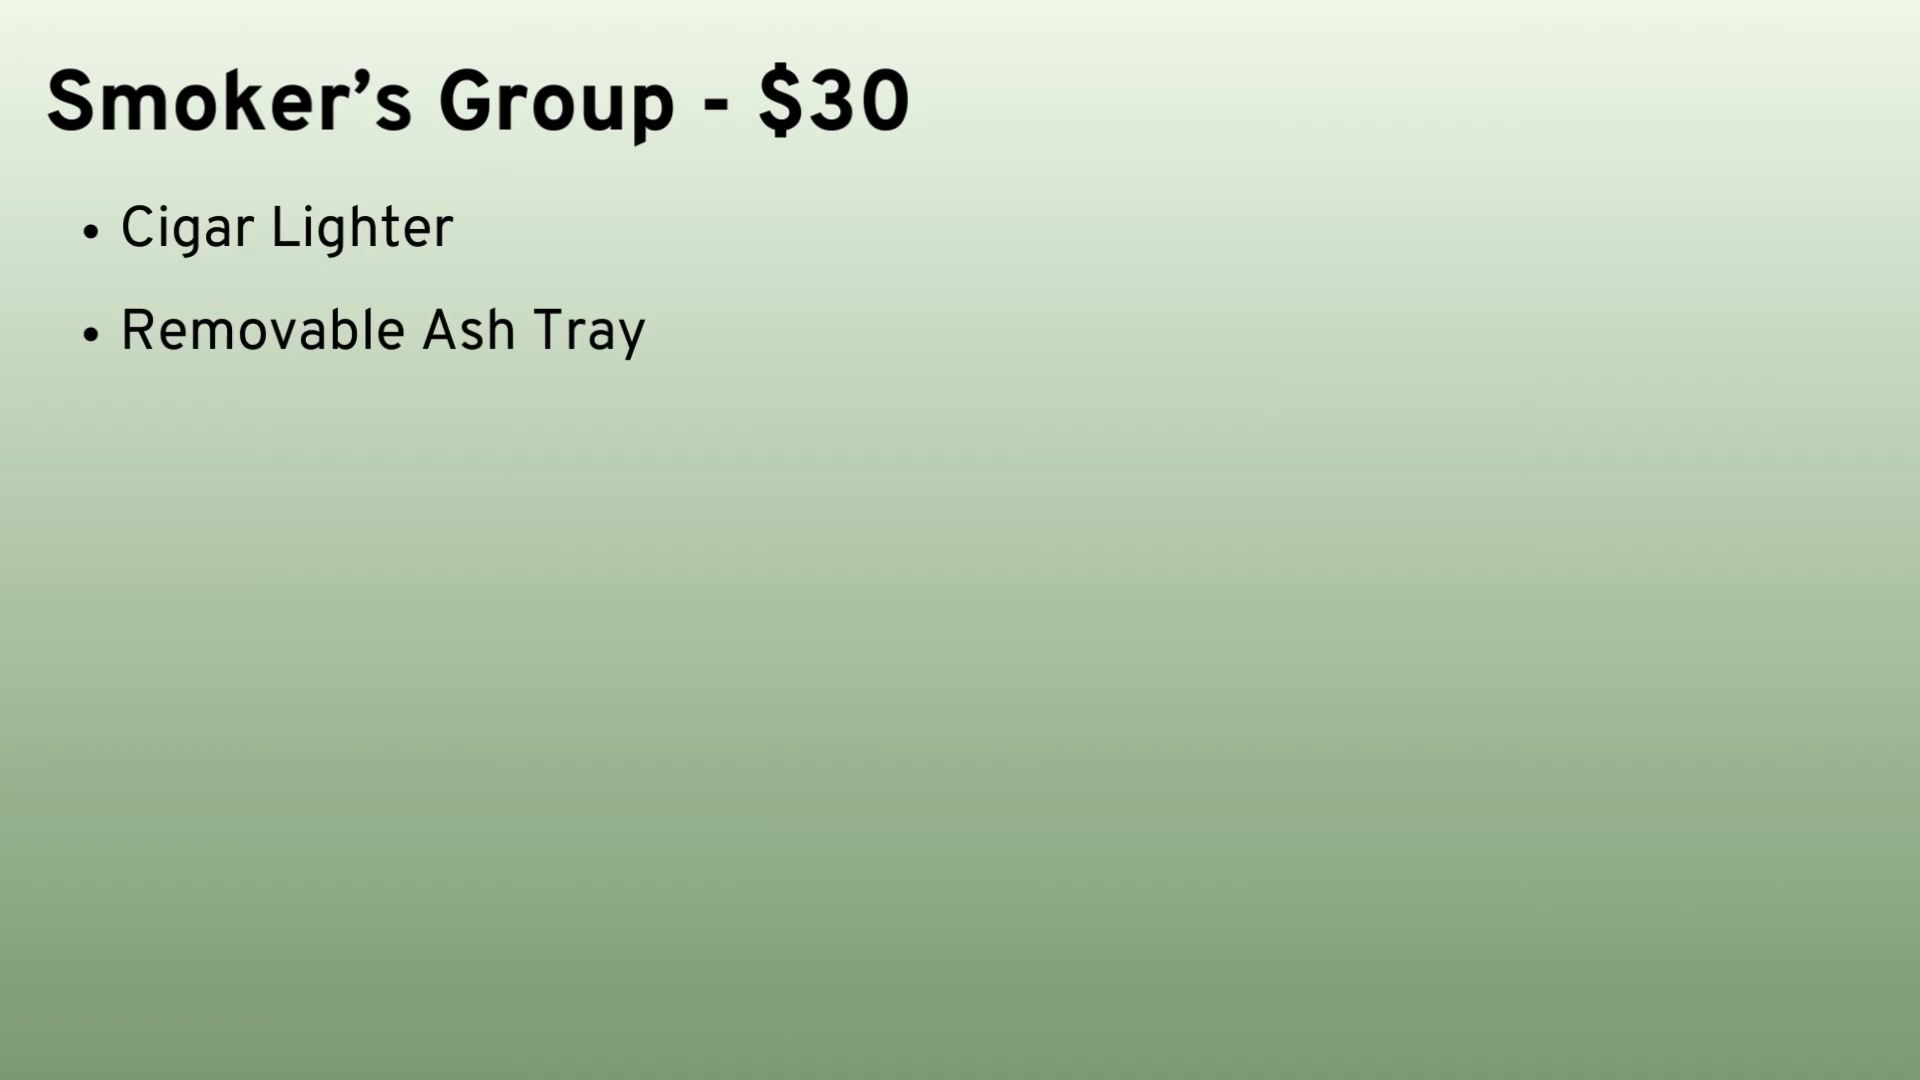 Smoker’s Group - $30
• Cigar Lighter
• Removable Ash Tray